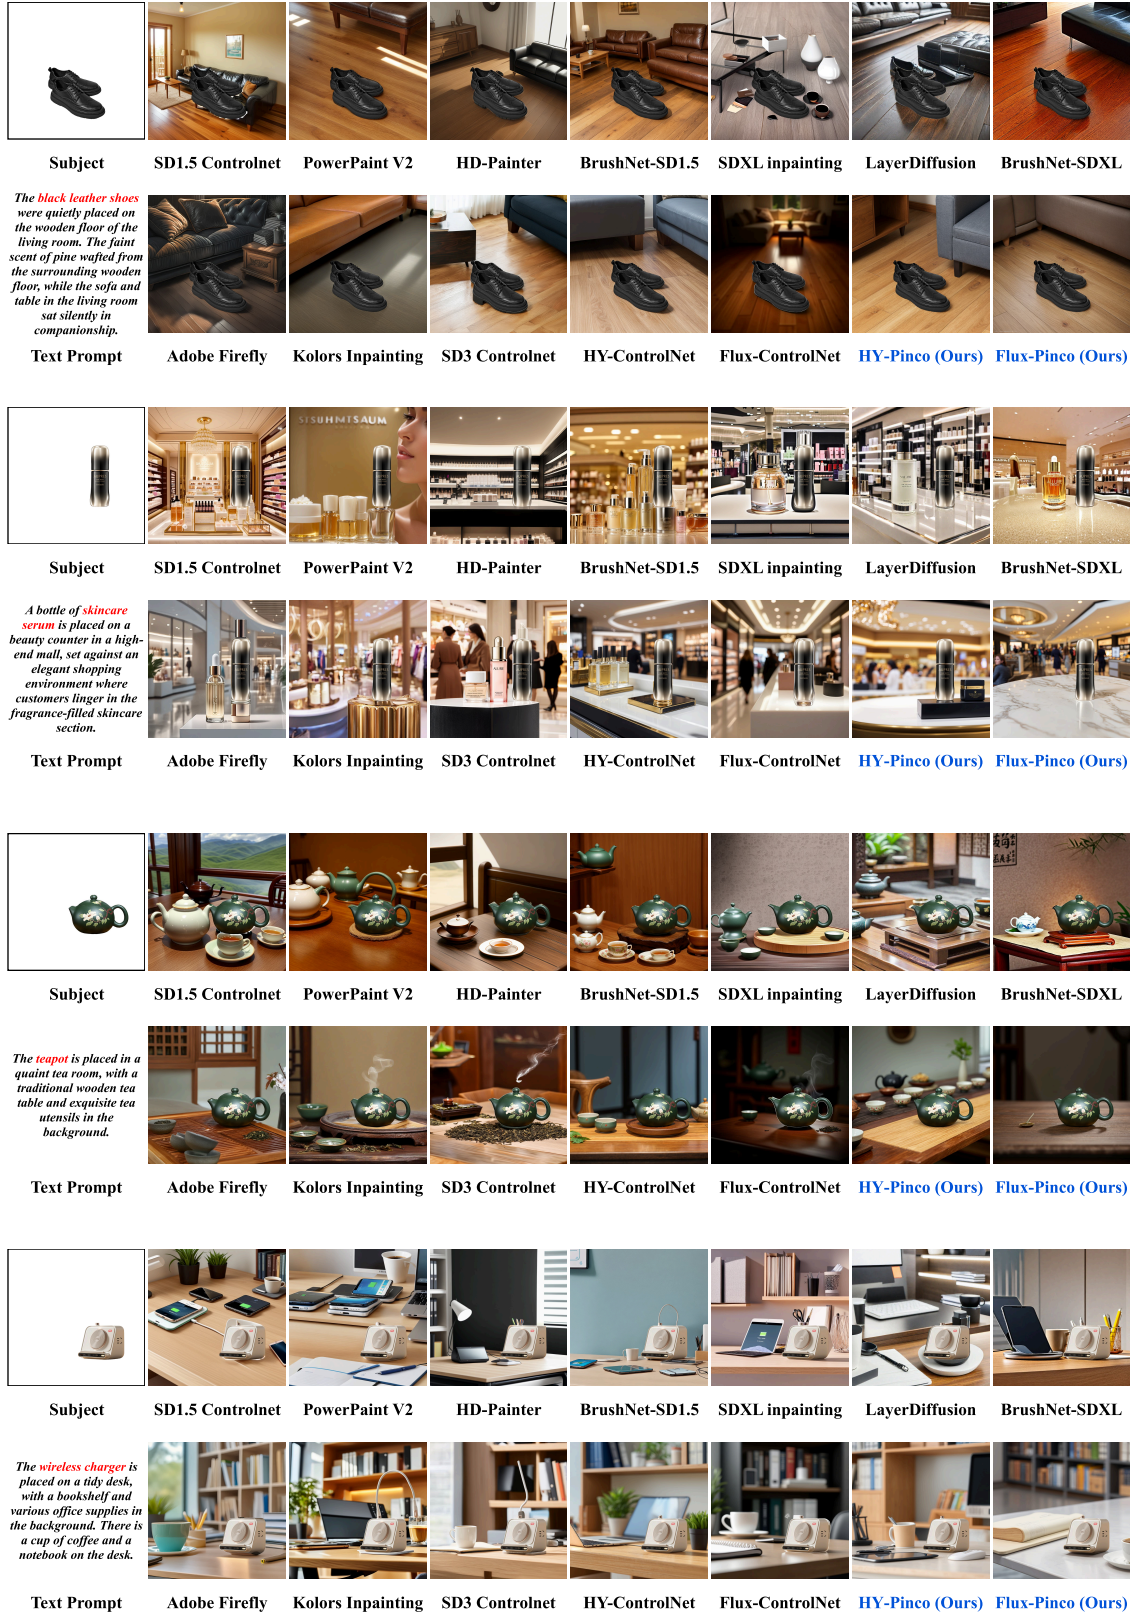 Subject
SD1.5 Controlnet
PowerPaint V2
HD-Painter
BrushNet-SD1.5
SDXL inpainting
LayerDiffusion
BrushNet-SDXL
The black leather shoes
were quietly placed on
the wooden floor of the
living room. The faint
scent of pine wafted from
the surrounding wooden
floor, while the sofa and
table in the living room
sat silently in
companionship.
Text Prompt
Adobe Firefly
Kolors Inpainting
SD3 Controlnet
HY-ControlNet
Flux-ControlNet
HY-Pinco (Ours)
Flux-Pinco (Ours)
Subject
SD1.5 Controlnet
PowerPaint V2
HD-Painter
BrushNet-SD1.5
SDXL inpainting
LayerDiffusion
BrushNet-SDXL
A bottle of skincare
serum is placed on a
beauty counter in a high-
end mall, set against an
elegant shopping
environment where
customers linger in the
fragrance-filled skincare
section.
Text Prompt
Adobe Firefly
Kolors Inpainting
SD3 Controlnet
HY-ControlNet
Flux-ControlNet
HY-Pinco (Ours)
Flux-Pinco (Ours)
Subject
SD1.5 Controlnet
PowerPaint V2
HD-Painter
BrushNet-SD1.5
SDXL inpainting
LayerDiffusion
BrushNet-SDXL
The teapot is placed in a
quaint tea room, with a
traditional wooden tea
table and exquisite tea
utensils in the
background.
Text Prompt
Adobe Firefly
Kolors Inpainting
SD3 Controlnet
HY-ControlNet
Flux-ControlNet
HY-Pinco (Ours)
Flux-Pinco (Ours)
Subject
SD1.5 Controlnet
PowerPaint V2
HD-Painter
BrushNet-SD1.5
SDXL inpainting
LayerDiffusion
BrushNet-SDXL
The wireless charger is
placed on a tidy desk,
with a bookshelf and
various office supplies in
the background. There is
a cup of coffee and a
notebook on the desk.
Text Prompt
Adobe Firefly
Kolors Inpainting
SD3 Controlnet
HY-ControlNet
Flux-ControlNet
HY-Pinco (Ours)
Flux-Pinco (Ours)